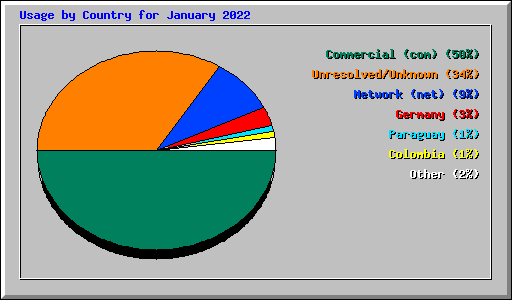 Usage by Country for January 2022
Commercial (com) (50%)
Unresolved/Unknown (34%)
Network (net) (9%)
Germany (3%)
Paraguay (1%)
Colombia (1%)
Other (2%)